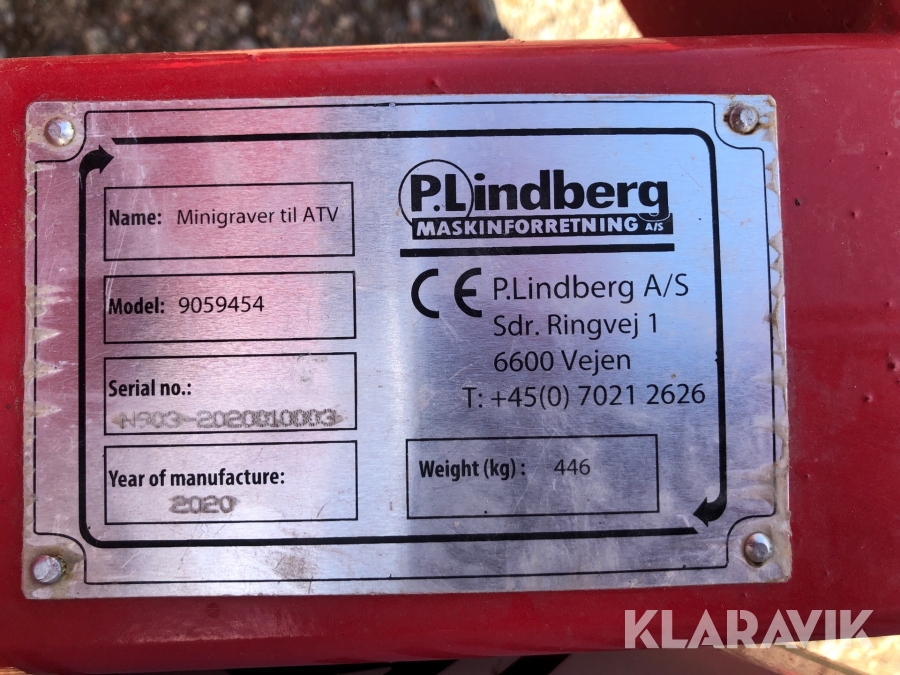 Name: Minigraver til ATV
Model: 9059454
Serial no.:
N903-2020010003
Year of manufacture:
2020
P.Lindberg
MASKINFORRETNING A/S
CE P.Lindberg A/S
Sdr. Ringvej 1
6600 Vejen
T: +45(0) 7021 2626
Weight (kg) : 446
KLARAVIK